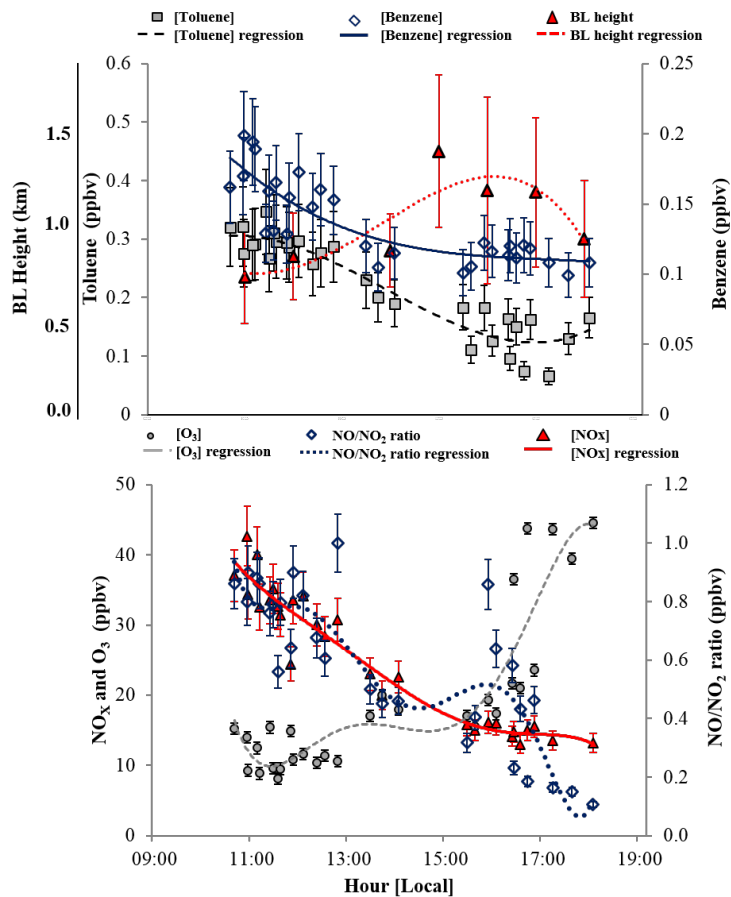 [Toluene] [Benzene] BL height
[Toluene] regression [Benzene] regression BL height regression
0.6 0.25
0.5 0.2
1.5
0.4 0.15
0.3
1.0
0.2 0.1
0.5
0.1 0.05
0.0
0 0
BL Height (km)
Toluene (ppbv)
Benzene (ppbv)
[O3] NO/NO2 ratio [NOx]
[O3] regression NO/NO2 ratio regression [NOx] regression
50 1.2
40 1.0
0.8
30
0.6
20
0.4
10
0.2
0 0.0
NOX and O3 (ppbv)
NO/NO2 ratio (ppbv)
09:00 11:00 13:00 15:00 17:00 19:00
Hour [Local]